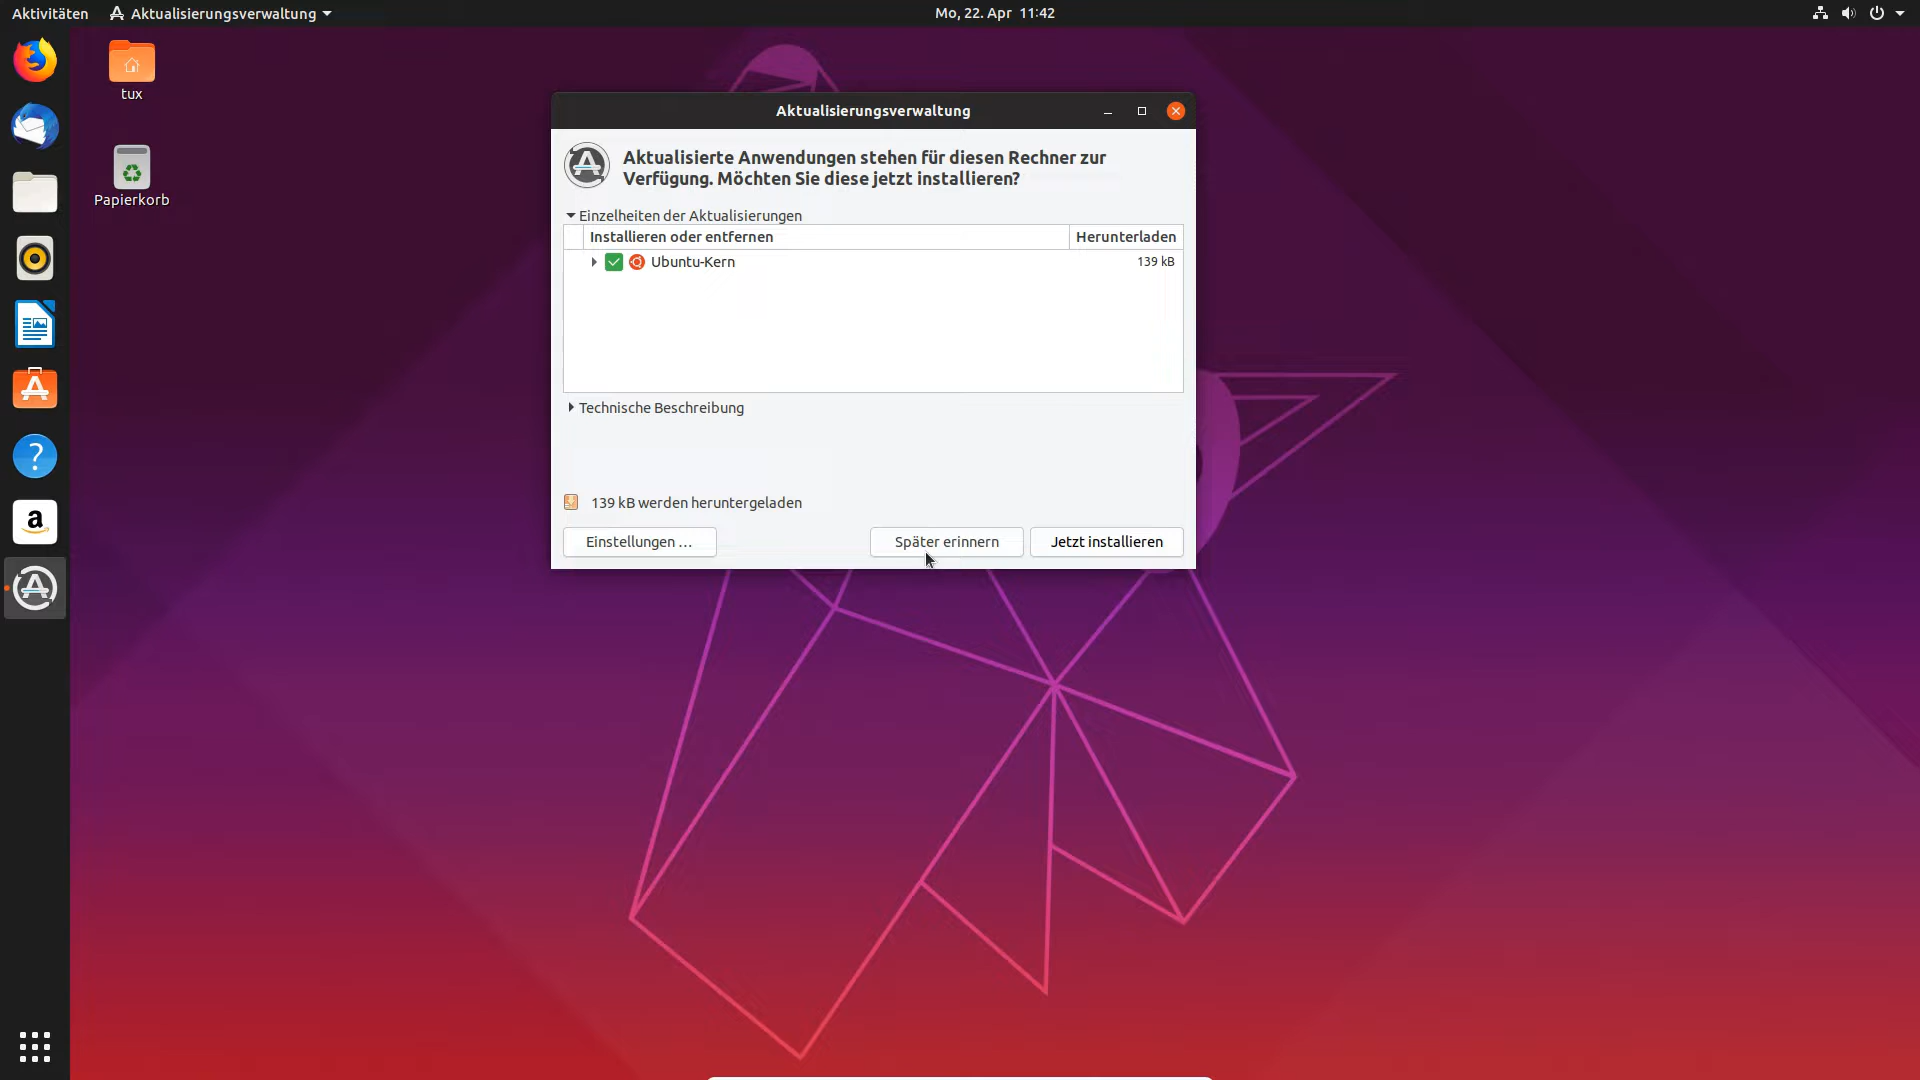 Aktivitäten
Aktualisierungsverwaltung
Mo, 22. Apr 11:42
tux
Papierkorb
Aktualisierungsverwaltung
Aktualisierte Anwendungen stehen für diesen Rechner zur
Verfügung. Möchten Sie diese jetzt installieren?
Einzelheiten der Aktualisierungen
Installieren oder entfernen
Herunterladen
Ubuntu-Kern
139 kB
Technische Beschreibung
139 kB werden heruntergeladen
Einstellungen …
Später erinnern
Jetzt installieren